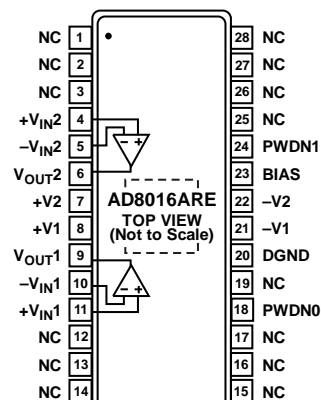 NC 1 28 NC
NC 2 27 NC
NC 3 26 NC
+VIN2 4 25 NC
–VIN2 5 24 PWDN1
VOUT2 6 23 BIAS
+V2 7 AD8016ARE 22 –V2
TOP VIEW
+V1 8 (Not to Scale) 21 –V1
VOUT1 9 20 DGND
–VIN1 10 19 NC
+VIN1 11 18 PWDN0
NC 12 17 NC
NC 13 16 NC
NC 14 15 NC